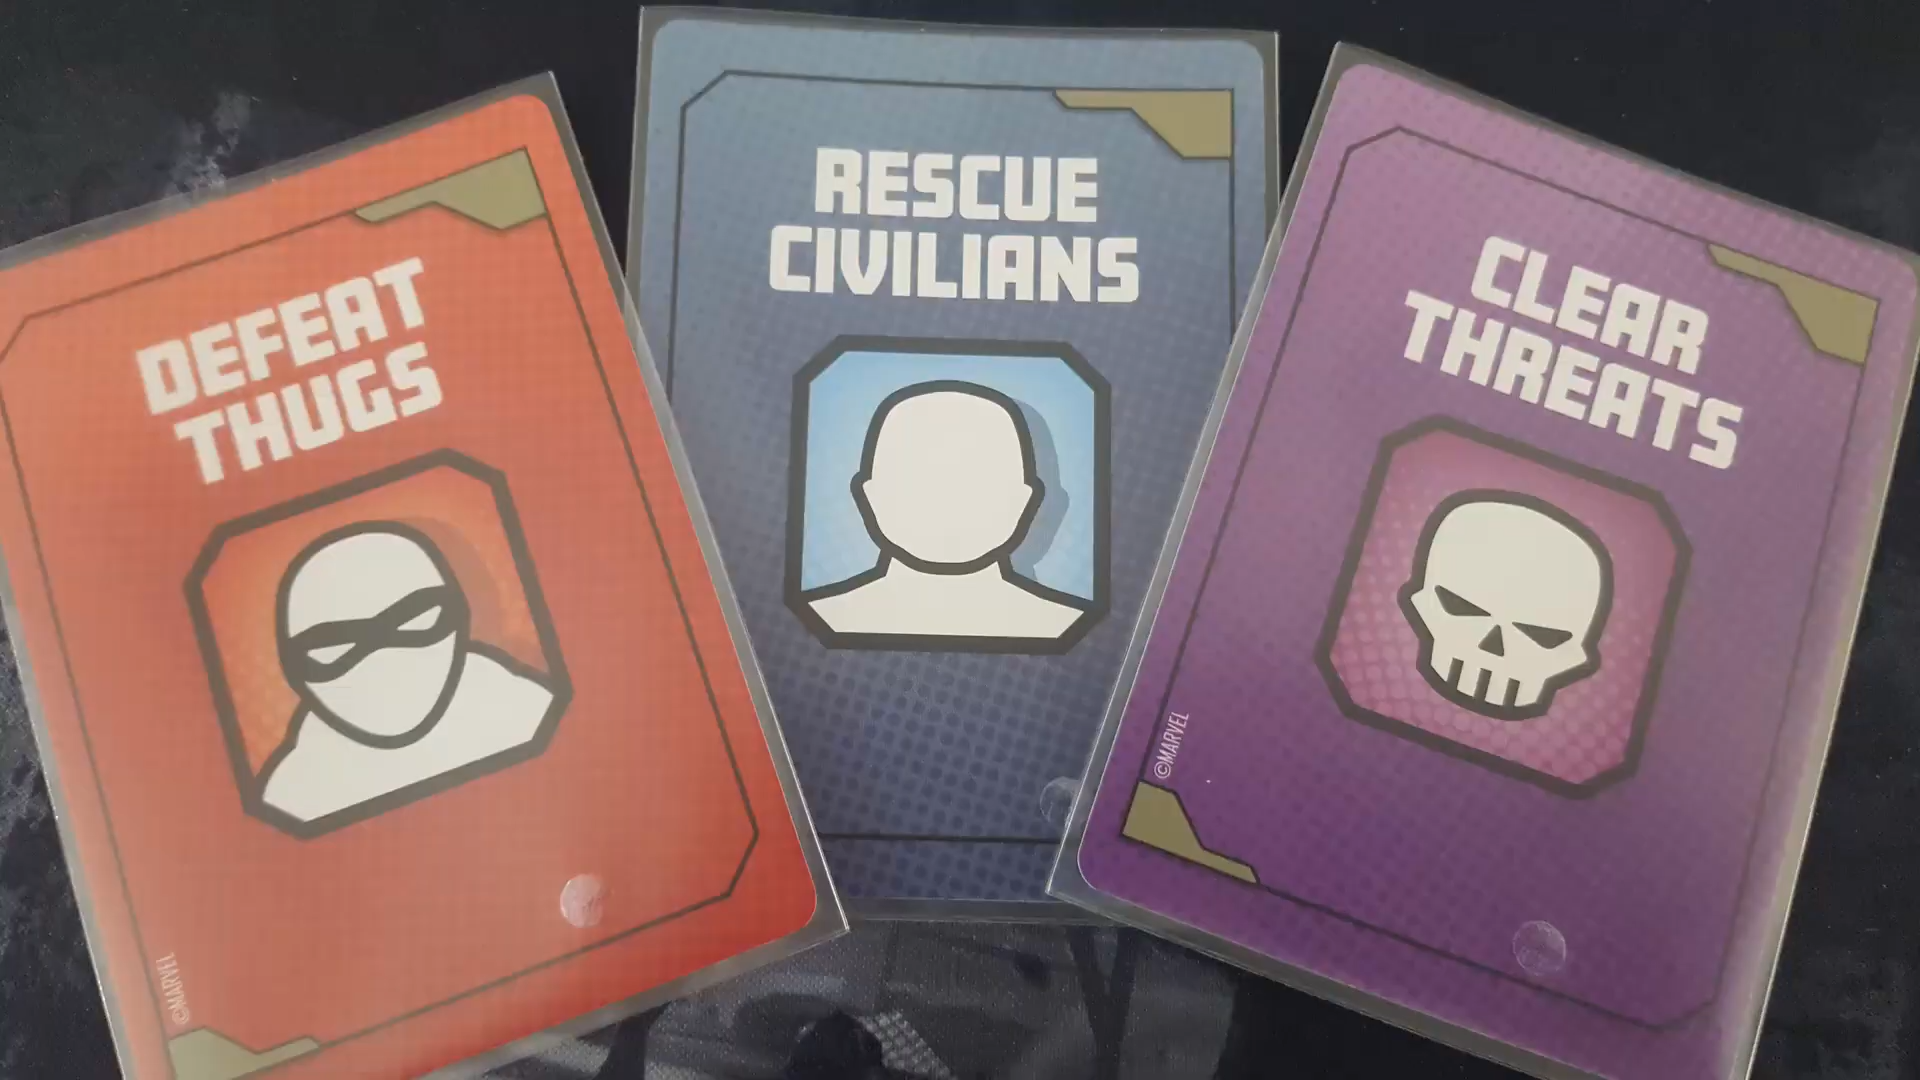 DEFEAT
THUGS
©MARVEL
RESCUE
CIVILIANS
CLEAR
THREATS
©MARVEL